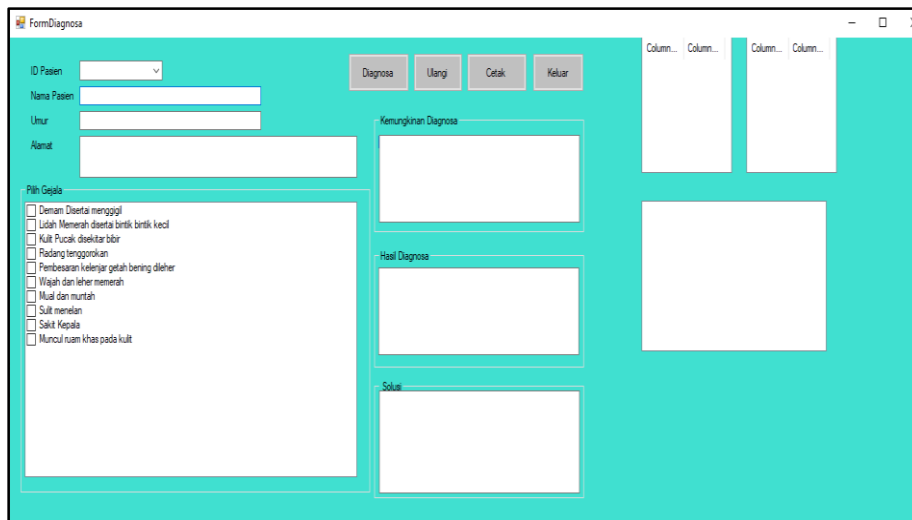 FormDiagnosa
ID Pasien
Nama Pasien
Umur
Alamat
Diagnosa Ulangi Cetak Keluar
Column... Column... Column... Column...
Pilih Gejala
Demam Disertai menggigil
Lidah Memerah disertai bintik bintik kecil
Kulit Pucak disekitar bibir
Radang tenggorokan
Pembesaran kelenjar getah bening dileher
Wajah dan leher memerah
Mual dan muntah
Sulit menelan
Sakit Kepala
Muncul ruam khas pada kulit
Kemungkinan Diagnosa
Hasil Diagnosa
Solusi